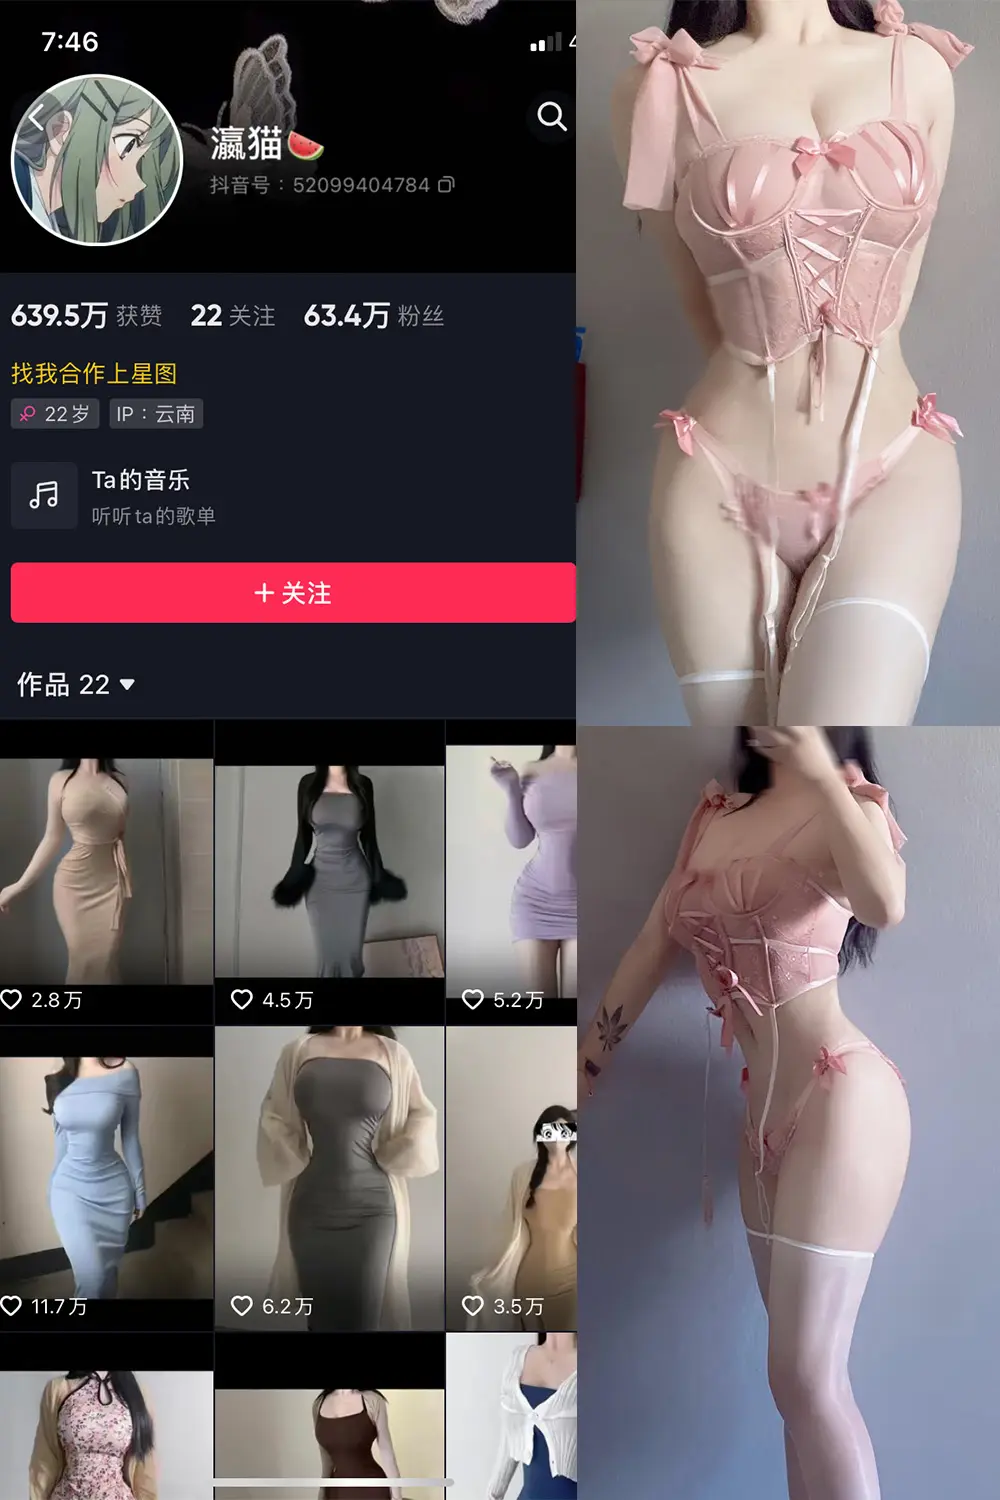 7:46
4
瀛猫🍉
抖音号：52099404784
639.5万 获赞 22 关注 63.4万 粉丝
找我合作上星图
22岁 IP：云南
Ta的音乐
听听ta的歌单
+ 关注
作品 22
2.8万 4.5万 5.2万
11.7万 6.2万 3.5万